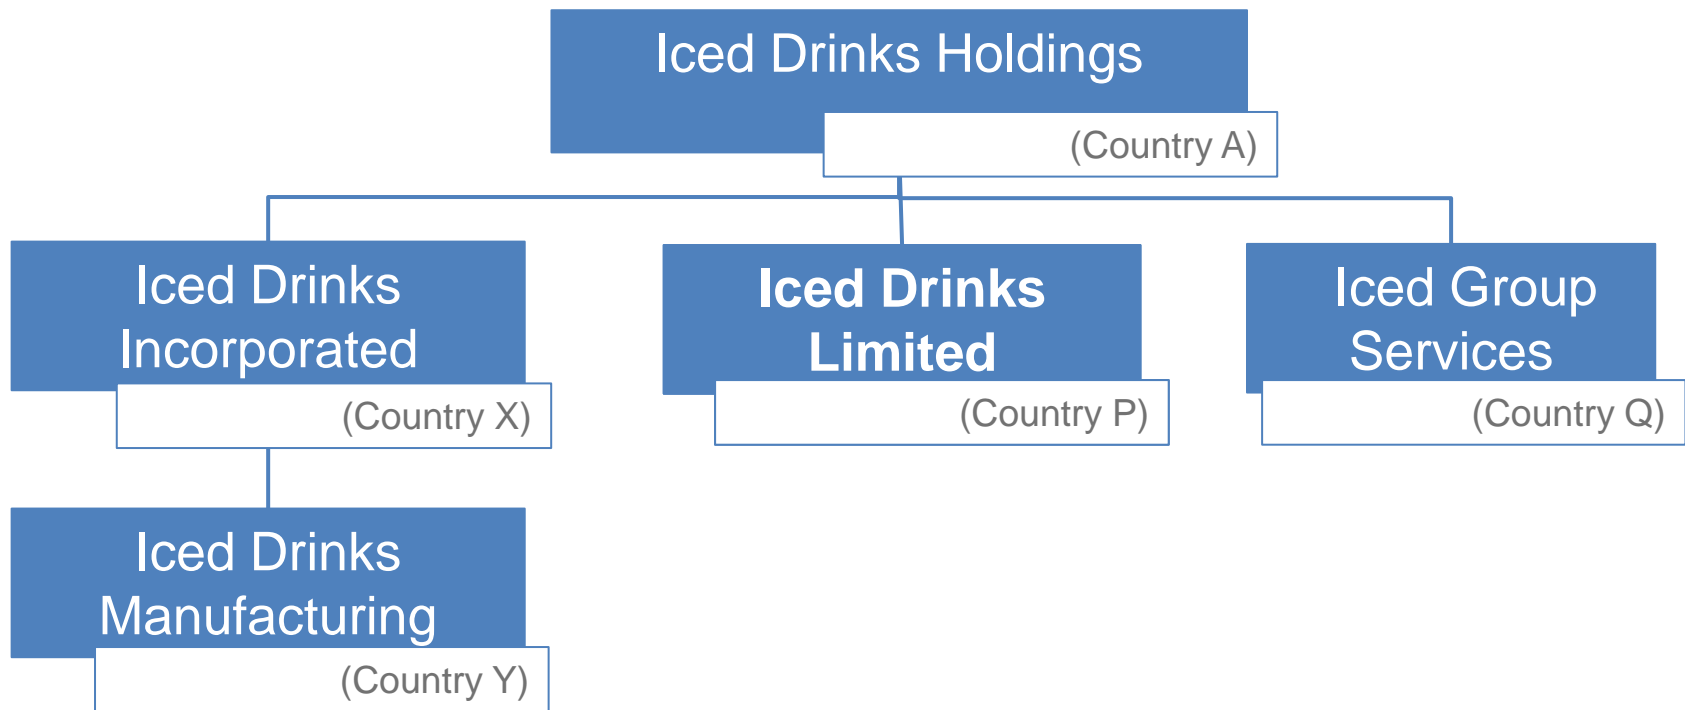 Iced Drinks Holdings
(Country A)
Iced Drinks
Incorporated
(Country X)
Iced Drinks
Limited
(Country P)
Iced Group
Services
(Country Q)
Iced Drinks
Manufacturing
(Country Y)